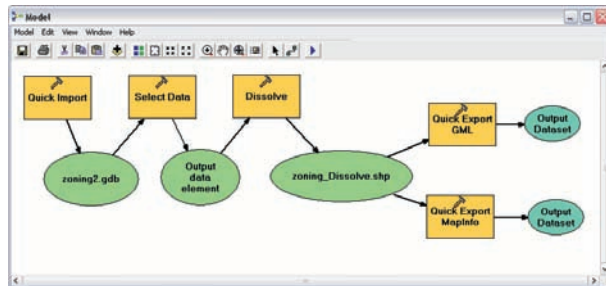 Model
Model Edit View Window Help
Quick Import
Select Data
Dissolve
Quick Export
GML
Output
Dataset
zoning2.gdb
Output
data
element
zoning_Dissolve.shp
Quick Export
MapInfo
Output
Dataset